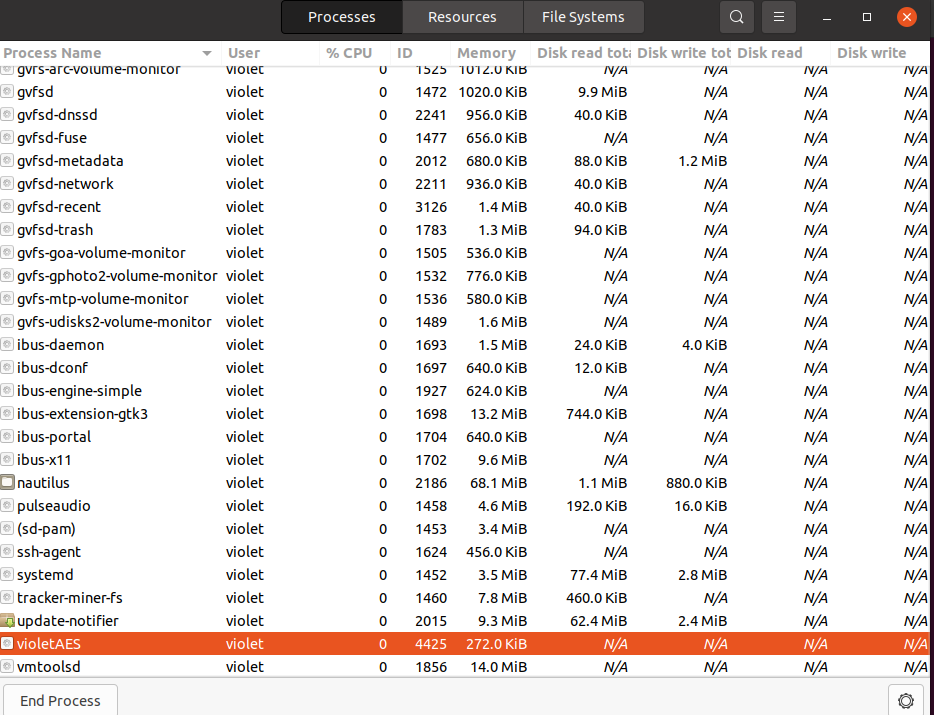 Processes Resources File Systems
Process Name User % CPU ID Memory Disk read tota Disk write tot Disk read Disk write
gvfs-afc-volume-monitor violet 0 1525 1012.0 KiB N/A N/A N/A N/A
gvfsd violet 0 1472 1020.0 KiB 9.9 MiB N/A N/A N/A
gvfsd-dnssd violet 0 2241 956.0 KiB 40.0 KiB N/A N/A N/A
gvfsd-fuse violet 0 1477 656.0 KiB N/A N/A N/A N/A
gvfsd-metadata violet 0 2012 680.0 KiB 88.0 KiB 1.2 MiB N/A N/A
gvfsd-network violet 0 2211 936.0 KiB 40.0 KiB N/A N/A N/A
gvfsd-recent violet 0 3126 1.4 MiB 40.0 KiB N/A N/A N/A
gvfsd-trash violet 0 1783 1.3 MiB 94.0 KiB N/A N/A N/A
gvfs-goa-volume-monitor violet 0 1505 536.0 KiB N/A N/A N/A N/A
gvfs-gphoto2-volume-monitor violet 0 1532 776.0 KiB N/A N/A N/A N/A
gvfs-mtp-volume-monitor violet 0 1536 580.0 KiB N/A N/A N/A N/A
gvfs-udisks2-volume-monitor violet 0 1489 1.6 MiB N/A N/A N/A N/A
ibus-daemon violet 0 1693 1.5 MiB 24.0 KiB 4.0 KiB N/A N/A
ibus-dconf violet 0 1697 640.0 KiB 12.0 KiB N/A N/A N/A
ibus-engine-simple violet 0 1927 624.0 KiB N/A N/A N/A N/A
ibus-extension-gtk3 violet 0 1698 13.2 MiB 744.0 KiB N/A N/A N/A
ibus-portal violet 0 1704 640.0 KiB N/A N/A N/A N/A
ibus-x11 violet 0 1702 9.6 MiB N/A N/A N/A N/A
nautilus violet 0 2186 68.1 MiB 1.1 MiB 880.0 KiB N/A N/A
pulseaudio violet 0 1458 4.6 MiB 192.0 KiB 16.0 KiB N/A N/A
(sd-pam) violet 0 1453 3.4 MiB N/A N/A N/A N/A
ssh-agent violet 0 1624 456.0 KiB N/A N/A N/A N/A
systemd violet 0 1452 3.5 MiB 77.4 MiB 2.8 MiB N/A N/A
tracker-miner-fs violet 0 1460 7.8 MiB 460.0 KiB N/A N/A N/A
update-notifier violet 0 2015 9.3 MiB 62.4 MiB 2.4 MiB N/A N/A
violetAES violet 0 4425 272.0 KiB N/A N/A N/A N/A
vmtoolsd violet 0 1856 14.0 MiB N/A N/A N/A N/A
End Process